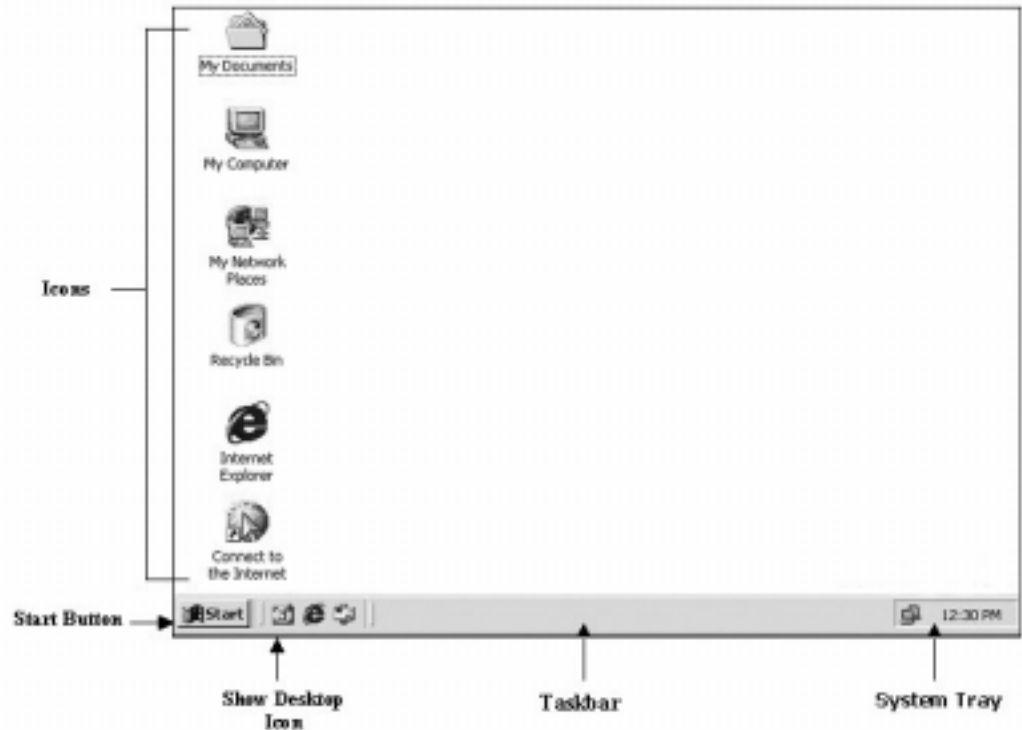 My Documents
My Computer
My Network
Places
Icons
Recycle Bin
Internet
Explorer
Connect to
the Internet
Start Button
Start
12:30 PM
Show Desktop
Icon
Taskbar
System Tray